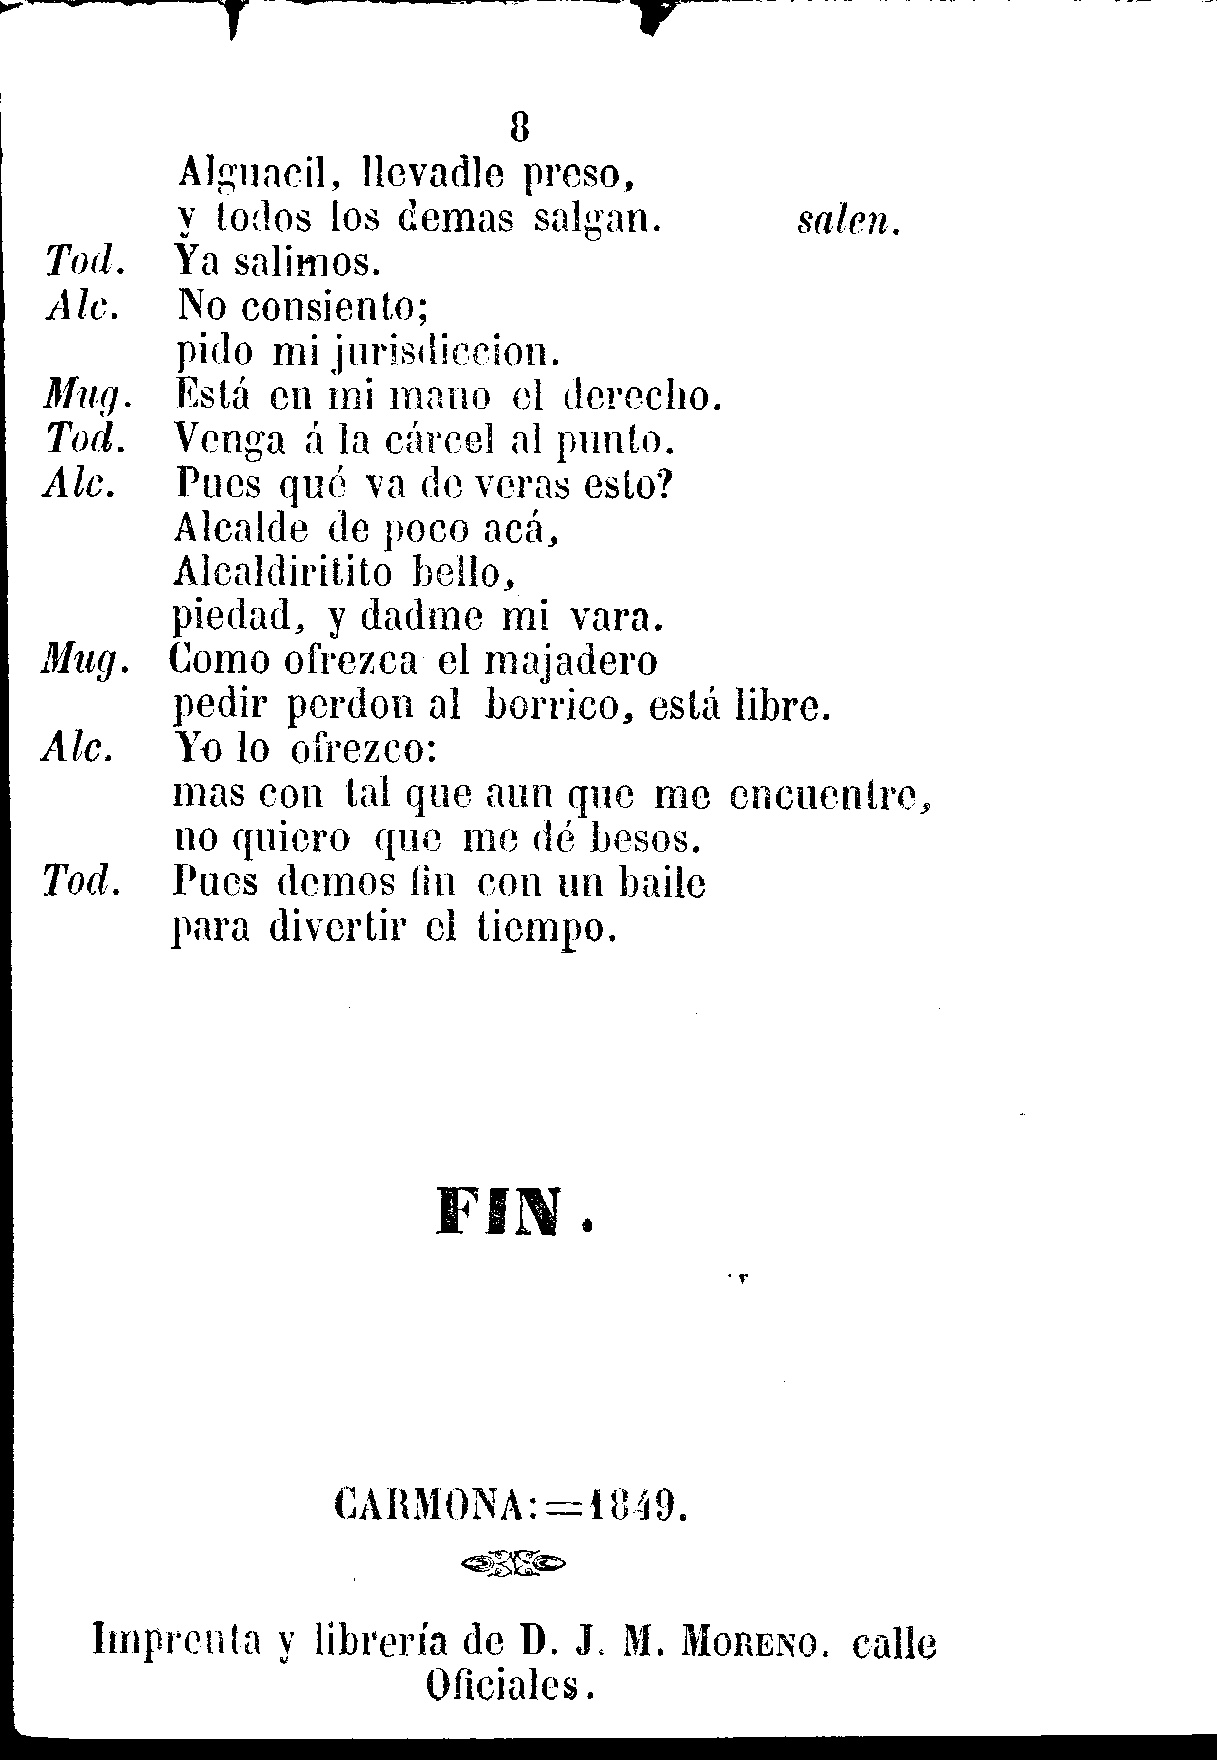 8
Alguacil, llevadle preso,
y todos los demas salgan. salen.
Tod. Ya salimos.
Alc. No consiento;
pido mi jurisdiccion.
Mug. Está en mi mano el derecho.
Tod. Venga á la cárcel al punto.
Alc. Pues qué va de veras esto?
Alcalde de poco acá,
Alcaldiritito bello,
piedad, y dadme mi vara.
Mug. Como ofrezca el majadero
pedir perdon al borrico, está libre.
Alc. Yo lo ofrezco:
mas con tal que aun que me encuentre,
no quiero que me dé besos.
Tod. Pues demos fin con un baile
para divertir el tiempo.
FIN.
CARMONA:=1849.
Imprenta y librería de D. J. M. MORENO. calle
Oficiales.